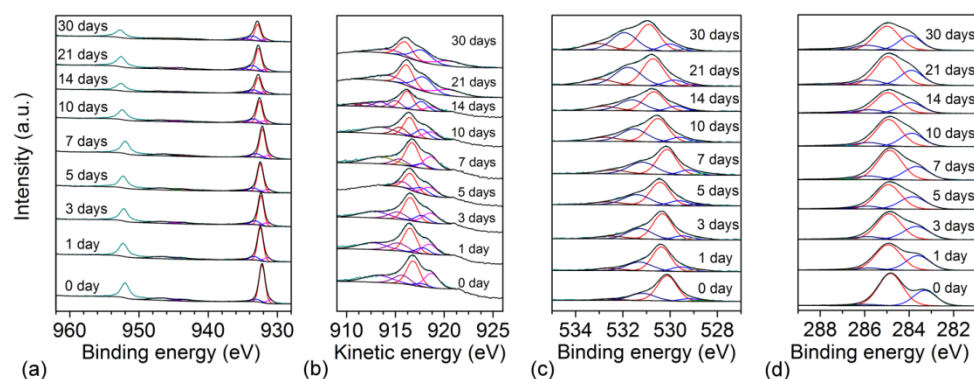 Intensity (a.u.)
30 days
21 days
14 days
10 days
7 days
5 days
3 days
1 day
0 day
960 950 940 930
Binding energy (eV)
(a)
30 days
21 days
14 days
10 days
7 days
5 days
3 days
1 day
0 day
910 915 920 925
Kinetic energy (eV)
(b)
30 days
21 days
14 days
10 days
7 days
5 days
3 days
1 day
0 day
534 532 530 528
Binding energy (eV)
(c)
30 days
21 days
14 days
10 days
7 days
5 days
3 days
1 day
0 day
288 286 284 282
Binding energy (eV)
(d)